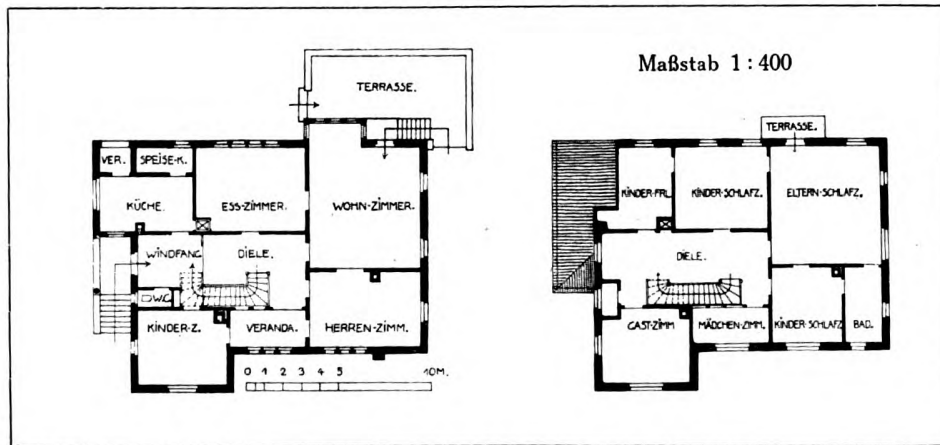 Maßstab 1:400
TERRASSE.
VER. SPEISE-K.
KÜCHE. ESS-ZIMMER. WOHN-ZIMMER.
WINDFANG DIELE.
W.C.
KINDER-Z. VERANDA. HERREN-ZIMM.
0 1 2 3 4 5 10M.
TERRASSE.
KINDER-FRL. KINDER-SCHLAFZ. ELTERN-SCHLAFZ.
DIELE.
GAST-ZIMM MÄDCHEN-ZIMM. KINDER-SCHLAFZ BAD.